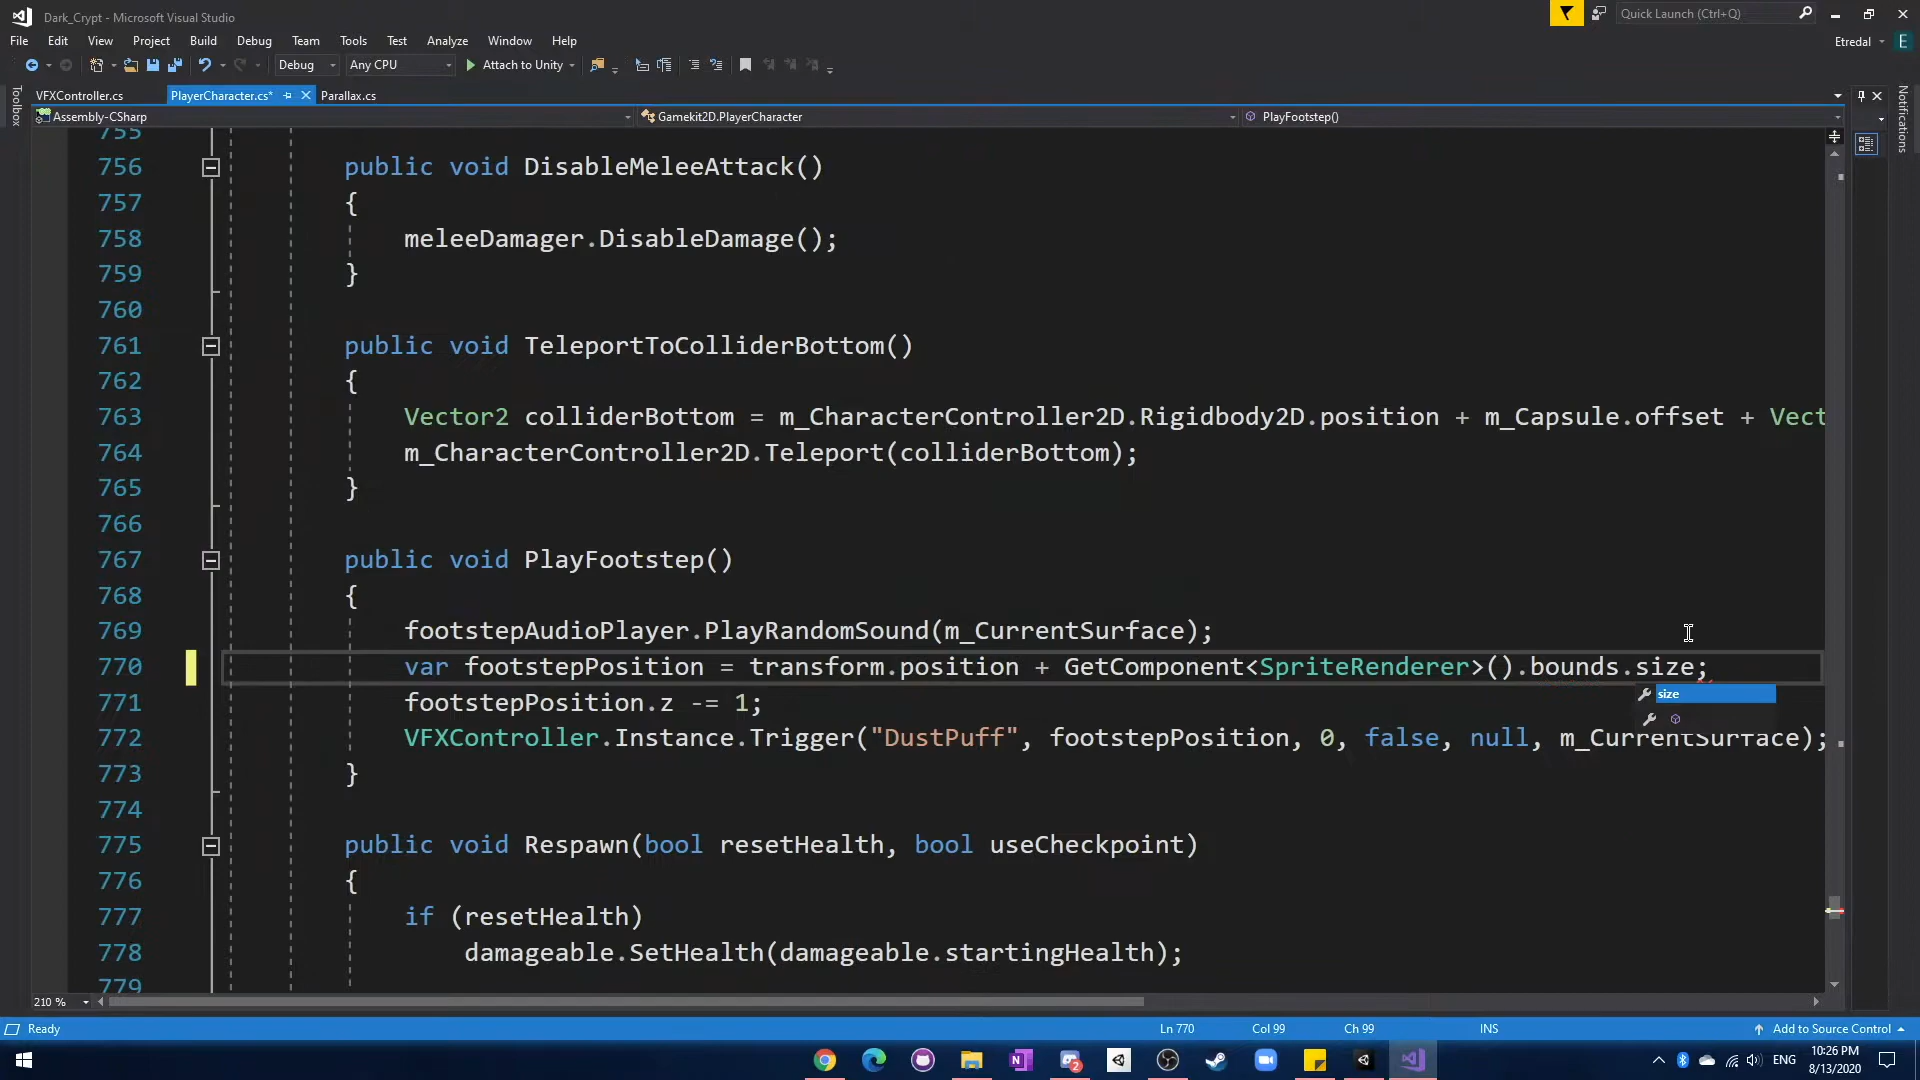 Dark_Crypt - Microsoft Visual Studio
Quick Launch (Ctrl+Q)
File Edit View Project Build Debug Team Tools Test Analyze Window Help
Etredal E
Debug Any CPU Attach to Unity
Toolbox
VFXController.cs PlayerCharacter.cs* Parallax.cs
Notifications
Assembly-CSharp Gamekit2D.PlayerCharacter PlayFootstep()
755
756 public void DisableMeleeAttack()
757 {
758 meleeDamager.DisableDamage();
759 }
760
761 public void TeleportToColliderBottom()
762 {
763 Vector2 colliderBottom = m_CharacterController2D.Rigidbody2D.position + m_Capsule.offset + Vect
764 m_CharacterController2D.Teleport(colliderBottom);
765 }
766
767 public void PlayFootstep()
768 {
769 footstepAudioPlayer.PlayRandomSound(m_CurrentSurface);
770 var footstepPosition = transform.position + GetComponent<SpriteRenderer>().bounds.size;
size
771 footstepPosition.z -= 1;
772 VFXController.Instance.Trigger("DustPuff", footstepPosition, 0, false, null, m_CurrentSurface);
773 }
774
775 public void Respawn(bool resetHealth, bool useCheckpoint)
776 {
777 if (resetHealth)
778 damageable.SetHealth(damageable.startingHealth);
779
210 %
Ready Ln 770 Col 99 Ch 99 INS Add to Source Control
2 ENG 10:26 PM
8/13/2020